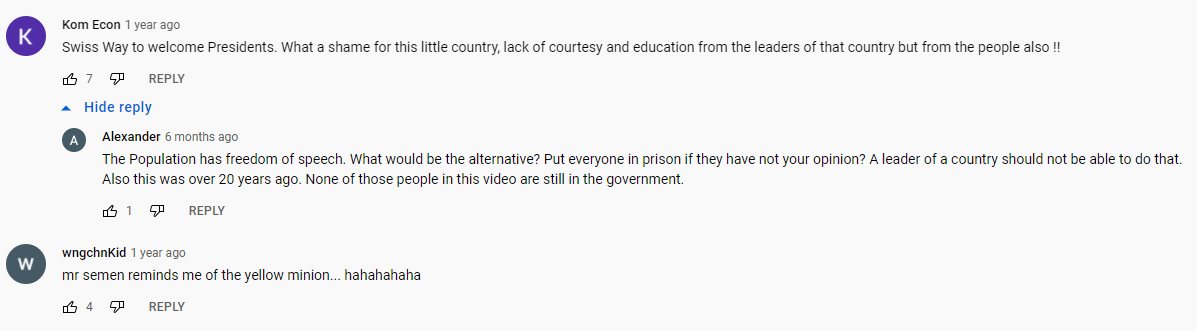 K
Kom Econ 1 year ago
Swiss Way to welcome Presidents. What a shame for this little country, lack of courtesy and education from the leaders of that country but from the people also !!
7 REPLY
Hide reply
A
Alexander 6 months ago
The Population has freedom of speech. What would be the alternative? Put everyone in prison if they have not your opinion? A leader of a country should not be able to do that.
Also this was over 20 years ago. None of those people in this video are still in the government.
1 REPLY
W
wngchnKid 1 year ago
mr semen reminds me of the yellow minion... hahahahaha
4 REPLY